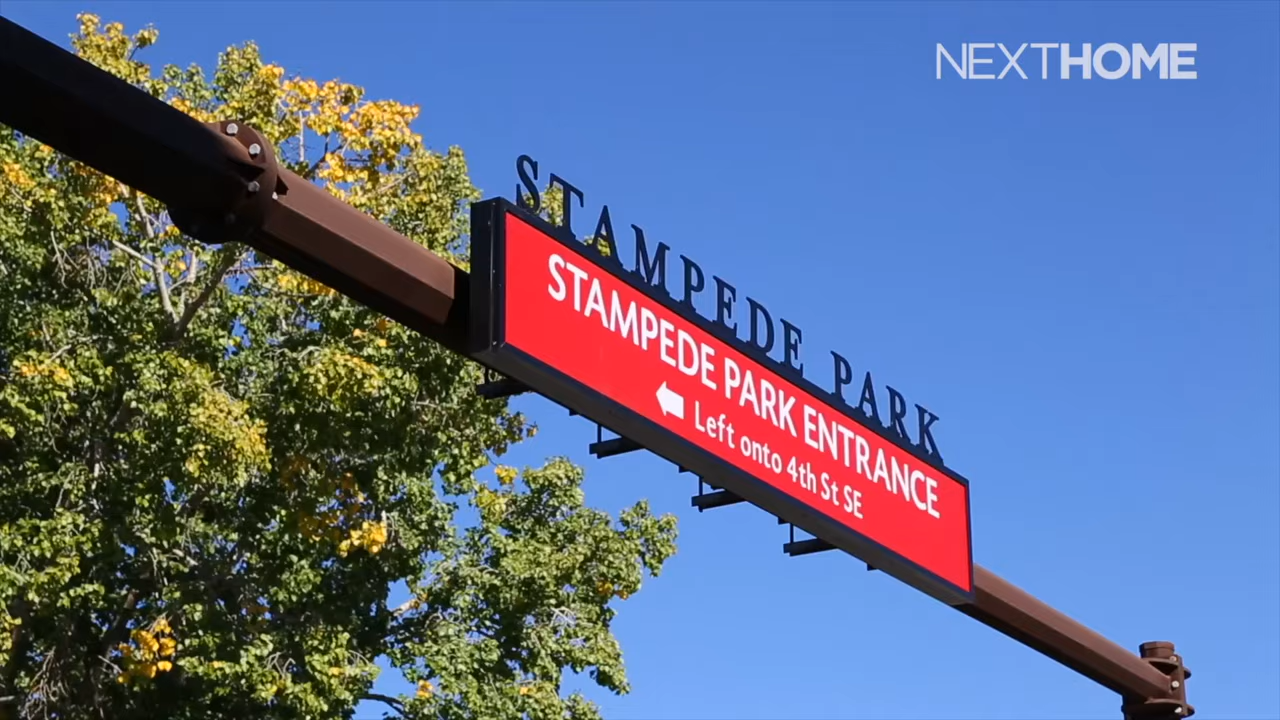 NEXTHOME
STAMPEDE PARK
STAMPEDE PARK ENTRANCE
Left onto 4th St SE